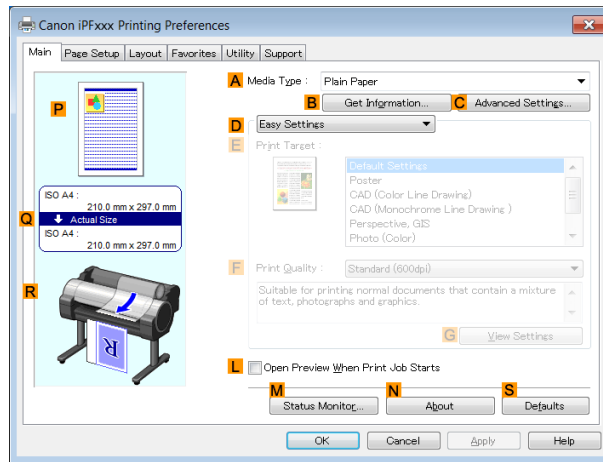 Canon iPFxxx Printing Preferences
Main Page Setup Layout Favorites Utility Support
P
ISO A4 :
210.0 mm x 297.0 mm
Q Actual Size
ISO A4 :
210.0 mm x 297.0 mm
R
R
A Media Type : Plain Paper
B Get Information... C Advanced Settings...
D Easy Settings
E Print Target :
Default Settings
Poster
CAD (Color Line Drawing)
CAD (Monochrome Line Drawing )
Perspective, GIS
Photo (Color)
F Print Quality : Standard (600dpi)
Suitable for printing normal documents that contain a mixture
of text, photographs and graphics.
G View Settings
L Open Preview When Print Job Starts
M Status Monitor... N About S Defaults
OK Cancel Apply Help